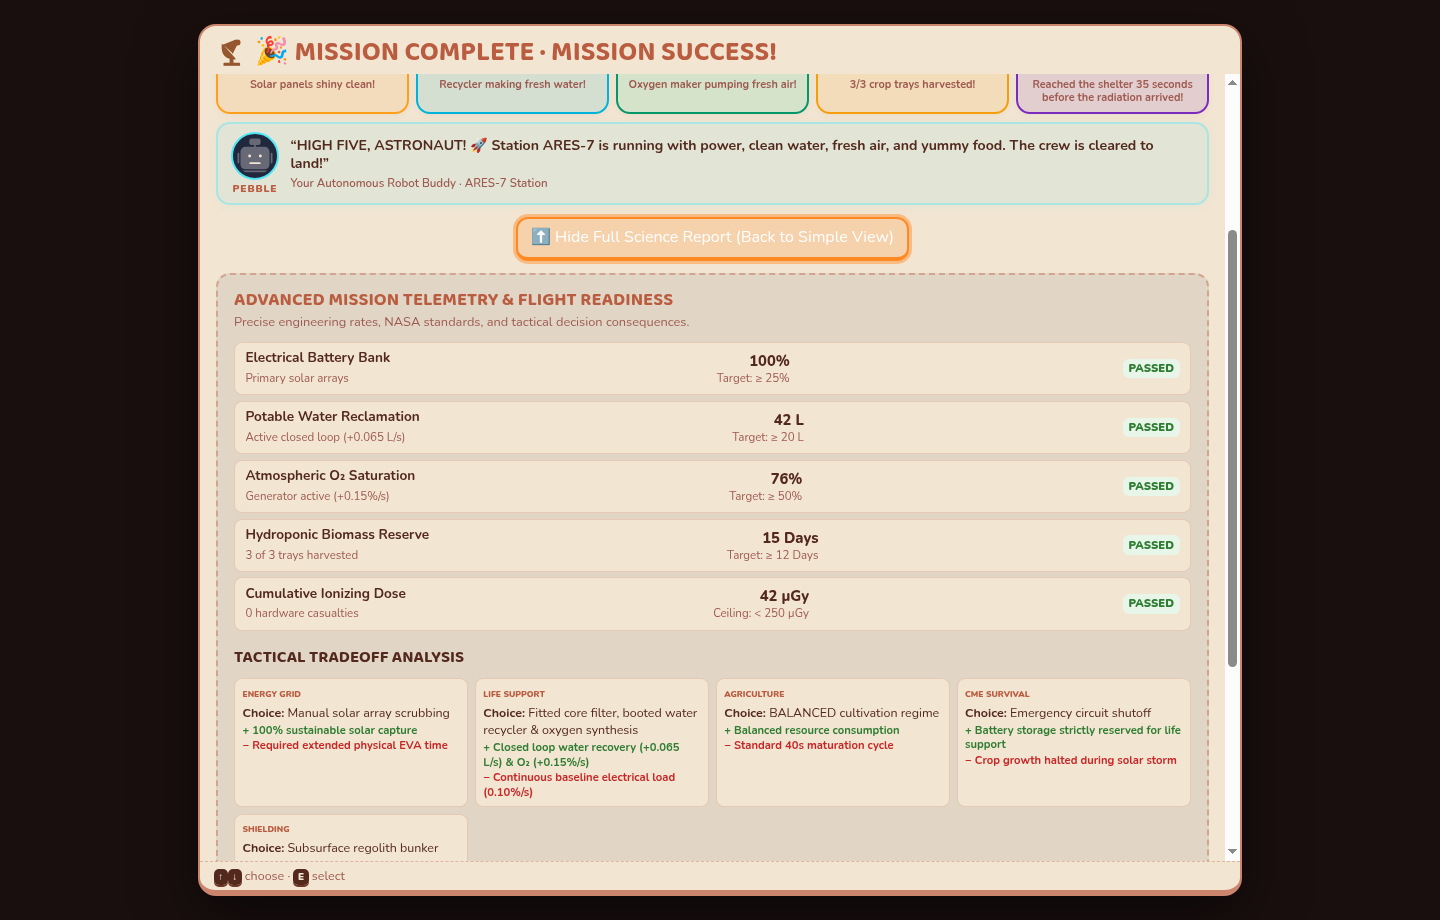 🎉 MISSION COMPLETE · MISSION SUCCESS!
Solar panels shiny clean!
Recycler making fresh water!
Oxygen maker pumping fresh air!
3/3 crop trays harvested!
Reached the shelter 35 seconds
before the radiation arrived!
“HIGH FIVE, ASTRONAUT! 🚀 Station ARES-7 is running with power, clean water, fresh air, and yummy food. The crew is cleared to
land!”
PEBBLE
Your Autonomous Robot Buddy · ARES-7 Station
⬆️ Hide Full Science Report (Back to Simple View)
ADVANCED MISSION TELEMETRY & FLIGHT READINESS
Precise engineering rates, NASA standards, and tactical decision consequences.
Electrical Battery Bank
Primary solar arrays
100%
Target: ≥ 25%
PASSED
Potable Water Reclamation
Active closed loop (+0.065 L/s)
42 L
Target: ≥ 20 L
PASSED
Atmospheric O₂ Saturation
Generator active (+0.15%/s)
76%
Target: ≥ 50%
PASSED
Hydroponic Biomass Reserve
3 of 3 trays harvested
15 Days
Target: ≥ 12 Days
PASSED
Cumulative Ionizing Dose
0 hardware casualties
42 μGy
Ceiling: < 250 μGy
PASSED
TACTICAL TRADEOFF ANALYSIS
ENERGY GRID
Choice: Manual solar array scrubbing
+ 100% sustainable solar capture
− Required extended physical EVA time
LIFE SUPPORT
Choice: Fitted core filter, booted water
recycler & oxygen synthesis
+ Closed loop water recovery (+0.065
L/s) & O₂ (+0.15%/s)
− Continuous baseline electrical load
(0.10%/s)
AGRICULTURE
Choice: BALANCED cultivation regime
+ Balanced resource consumption
− Standard 40s maturation cycle
CME SURVIVAL
Choice: Emergency circuit shutoff
+ Battery storage strictly reserved for life
support
− Crop growth halted during solar storm
SHIELDING
Choice: Subsurface regolith bunker
↑ ↓ choose · E select